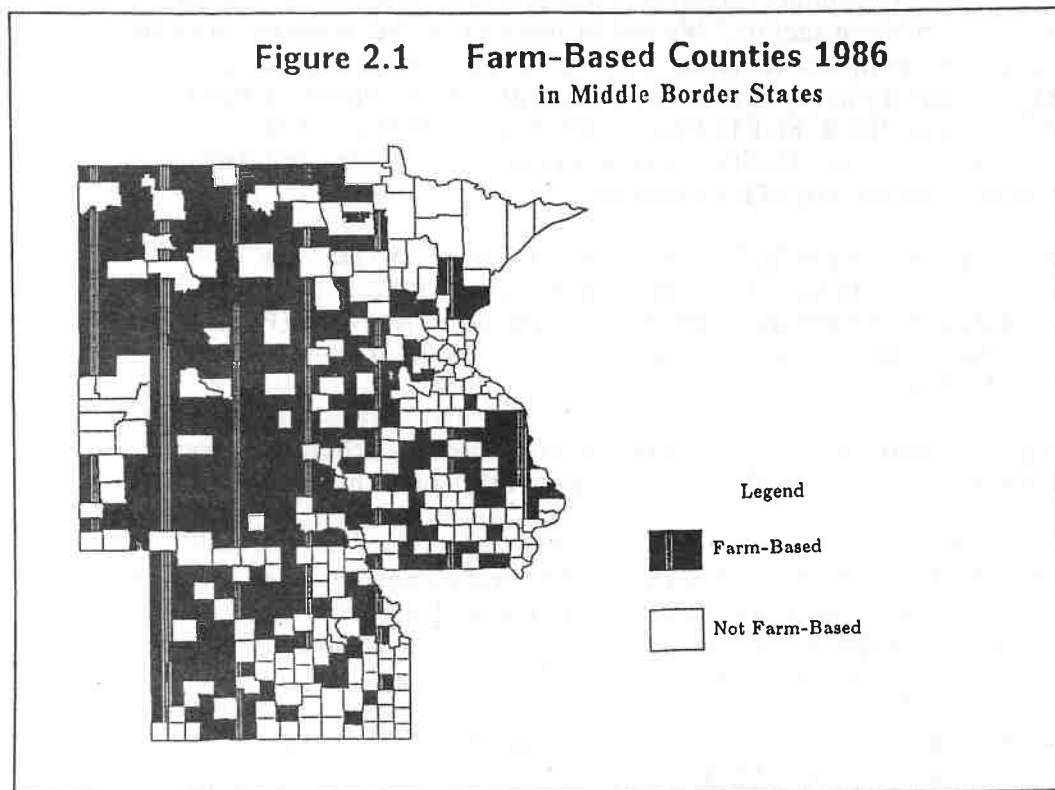 Figure 2.1 Farm-Based Counties 1986
in Middle Border States
Legend
Farm-Based
Not Farm-Based